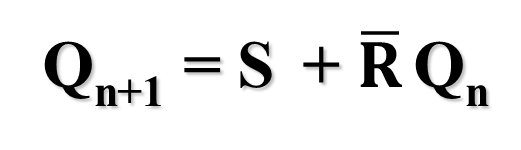 Qₙ₊₁ = S + R̅ Qₙ